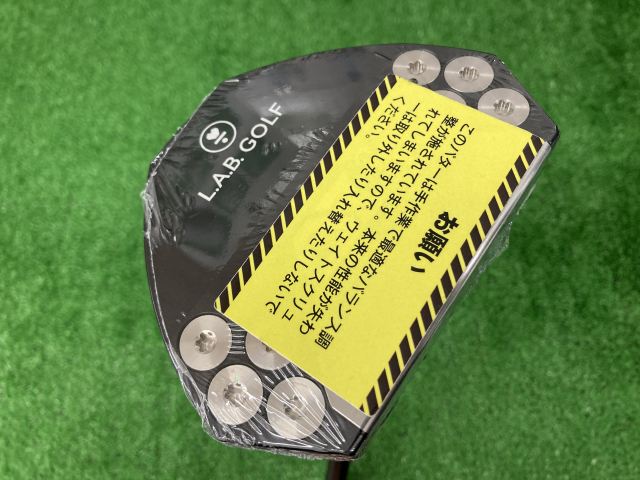 L.A.B. GOLF
お願い
このパターは手作業で最適なバランス調
整が施されています。本来の性能が失わ
れてしまいますので、ウェイトスクリュ
ーは取り外したり入れ替えたりしないで
ください。